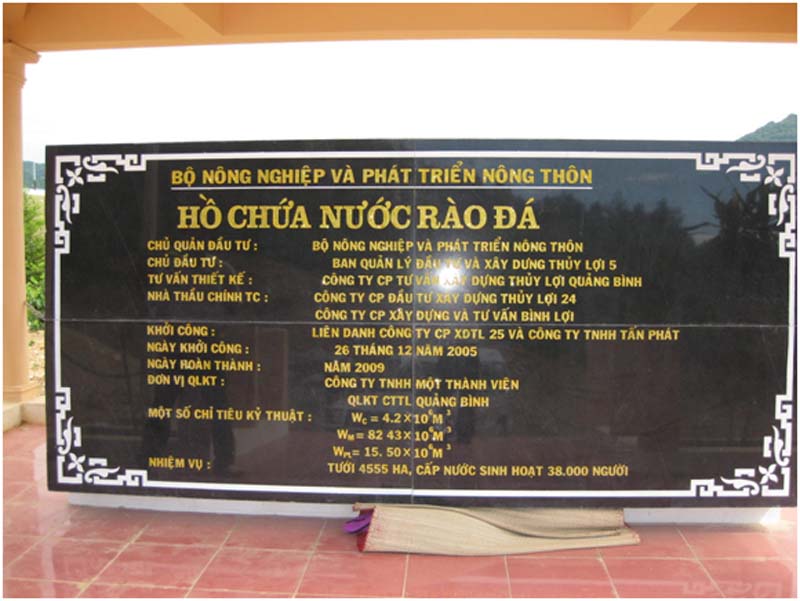 BỘ NÔNG NGHIỆP VÀ PHÁT TRIỂN NÔNG THÔN
HỒ CHỨA NƯỚC RÀO ĐÁ
CHỦ QUẢN ĐẦU TƯ : BỘ NÔNG NGHIỆP VÀ PHÁT TRIỂN NÔNG THÔN
CHỦ ĐẦU TƯ : BAN QUẢN LÝ ĐẦU TƯ VÀ XÂY DƯNG THỦY LỢI 5
TƯ VẤN THIẾT KẾ : CÔNG TY CP TƯ VẤN XÂY DỰNG THỦY LỢI QUẢNG BÌNH
NHÀ THẦU CHÍNH TC : CÔNG TY CP ĐẦU TƯ XÂY DỰNG THỦY LỢI 24
CÔNG TY CP XÂY DỰNG VÀ TƯ VẤN BÌNH LỢI
KHỞI CÔNG : LIÊN DANH CÔNG TY CP XDTL 25 VÀ CÔNG TY TNHH TẤN PHÁT
NGÀY KHỞI CÔNG : 26 THÁNG 12 NĂM 2005
NGÀY HOÀN THÀNH : NĂM 2009
ĐƠN VỊ QLKT : CÔNG TY TNHH MỘT THÀNH VIÊN
QLKT CTTL QUẢNG BÌNH
MỘT SỐ CHỈ TIÊU KỶ THUẬT : Wc = 4.2 × 10⁶M³
WM = 82 43 × 10⁶M³
WPL = 15. 50 × 10⁶M³
NHIỆM VỤ : TƯỚI 4555 HA, CẤP NƯỚC SINH HOẠT 38.000 NGƯỜI